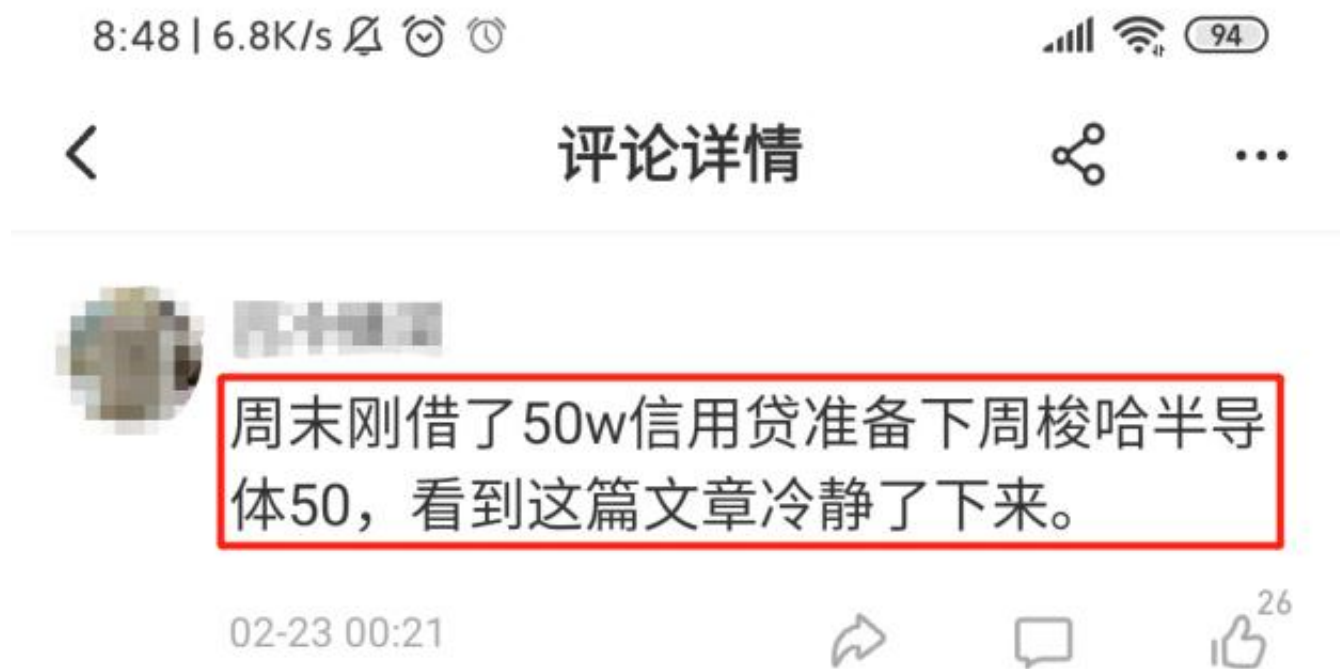 8:48 | 6.8K/s
94
评论详情
周末刚借了50w信用贷准备下周梭哈半导
体50，看到这篇文章冷静了下来。
02-23 00:21
26